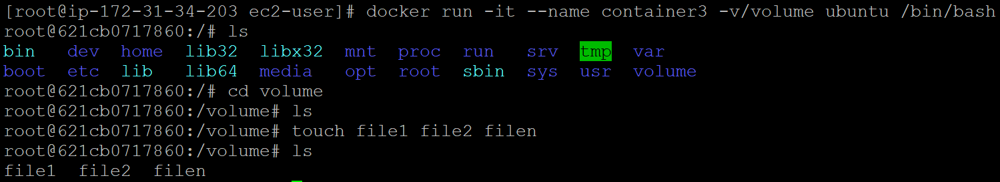 [root@ip-172-31-34-203 ec2-user]# docker run -it --name container3 -v/volume ubuntu /bin/bash
root@621cb0717860:/# ls
bin dev home lib32 libx32 mnt proc run srv tmp var
boot etc lib lib64 media opt root sbin sys usr volume
root@621cb0717860:/# cd volume
root@621cb0717860:/volume# ls
root@621cb0717860:/volume# touch file1 file2 filen
root@621cb0717860:/volume# ls
file1 file2 filen